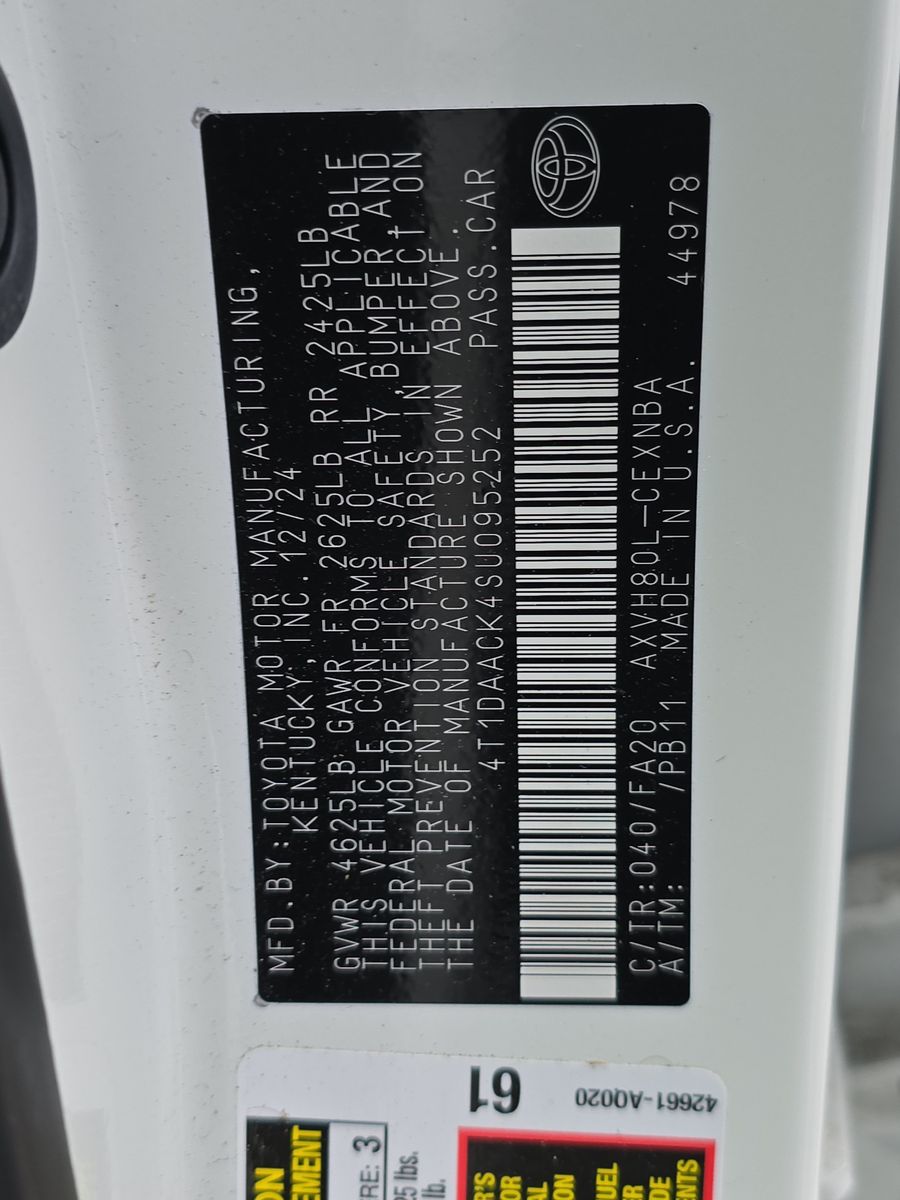 MFD.BY:TOYOTA MOTOR MANUFACTURING,
KENTUCKY, INC. 12/24
GVWR 4625LB GAWR FR 2625LB RR 2425LB
THIS VEHICLE CONFORMS TO ALL APPLICABLE
FEDERAL MOTOR VEHICLE SAFETY, BUMPER, AND
THEFT PREVENTION STANDARDS IN EFFECT ON
THE DATE OF MANUFACTURE SHOWN ABOVE.
4T1DAACK4SU095252 PASS.CAR
C/TR:040/FA20 AXVH80L-CEXNBA
A/TM: /PB11 MADE IN U.S.A. 44978
61
42661-AQ020